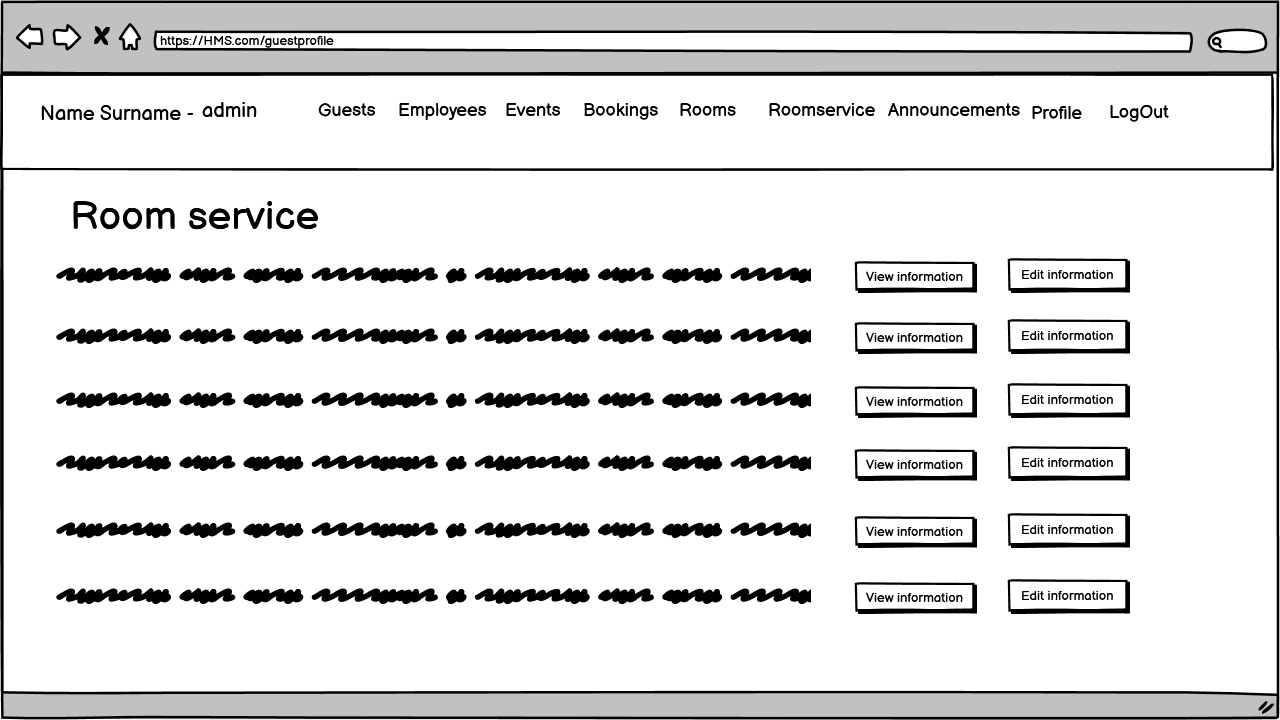 https://HMS.com/guestprofile
Name Surname - admin Guests Employees Events Bookings Rooms Roomservice Announcements Profile LogOut
Room service
View information Edit information
View information Edit information
View information Edit information
View information Edit information
View information Edit information
View information Edit information